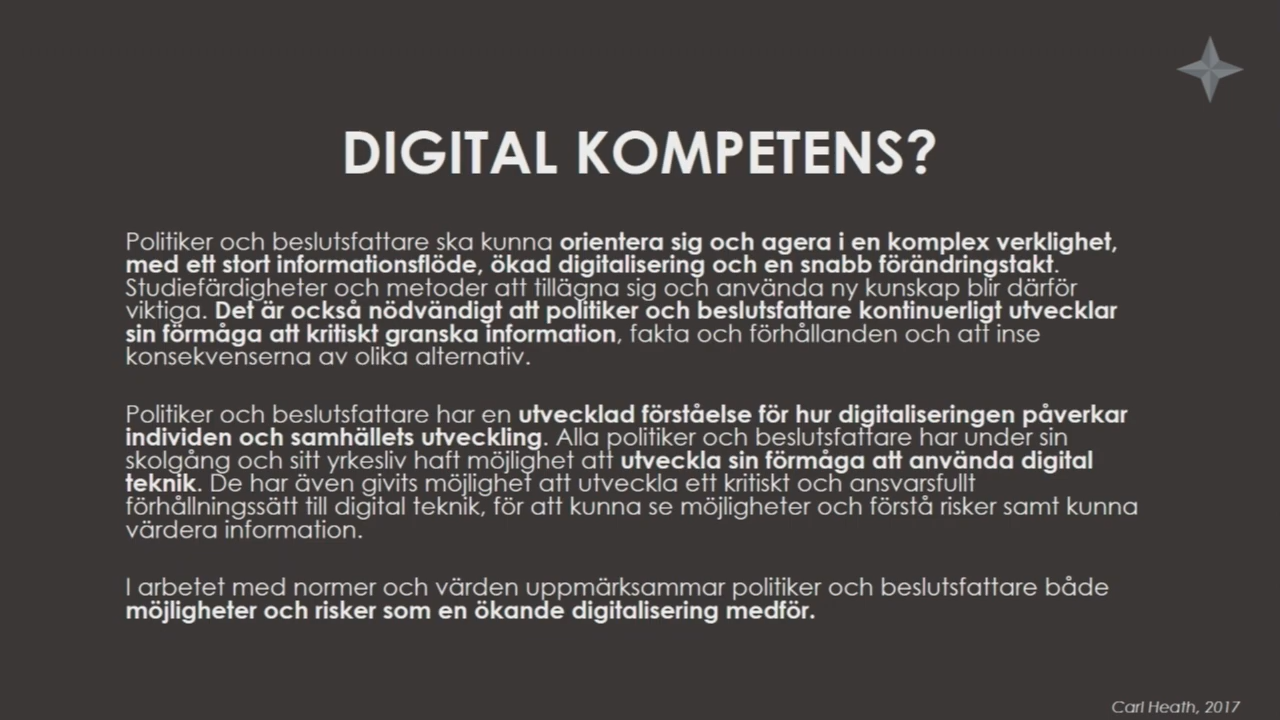 DIGITAL KOMPETENS?
Politiker och beslutsfattare ska kunna orientera sig och agera i en komplex verklighet,
med ett stort informationsflöde, ökad digitalisering och en snabb förändringstakt.
Studiefärdigheter och metoder att tillägna sig och använda ny kunskap blir därför
viktiga. Det är också nödvändigt att politiker och beslutsfattare kontinuerligt utvecklar
sin förmåga att kritiskt granska information, fakta och förhållanden och att inse
konsekvenserna av olika alternativ.
Politiker och beslutsfattare har en utvecklad förståelse för hur digitaliseringen påverkar
individen och samhällets utveckling. Alla politiker och beslutsfattare har under sin
skolgång och sitt yrkesliv haft möjlighet att utveckla sin förmåga att använda digital
teknik. De har även givits möjlighet att utveckla ett kritiskt och ansvarsfullt
förhållningssätt till digital teknik, för att kunna se möjligheter och förstå risker samt kunna
värdera information.
I arbetet med normer och värden uppmärksammar politiker och beslutsfattare både
möjligheter och risker som en ökande digitalisering medför.
Carl Heath, 2017